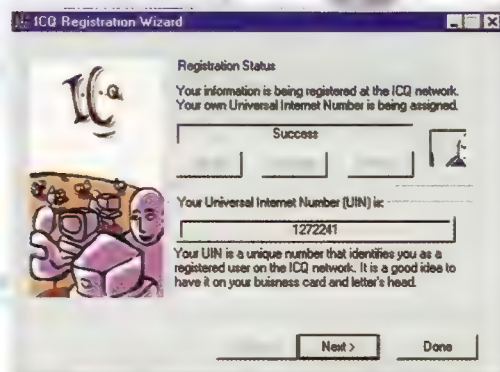 ICQ Registration Wizard
ICQ
Registration Status
Your information is being registered at the ICQ network.
Your own Universal Internet Number is being assigned.
Success
Your Universal Internet Number (UIN) is:
1272241
Your UIN is a unique number that identifies you as a
registered user on the ICQ network. It is a good idea to
have it on your buisness card and letter's head.
Next >
Done